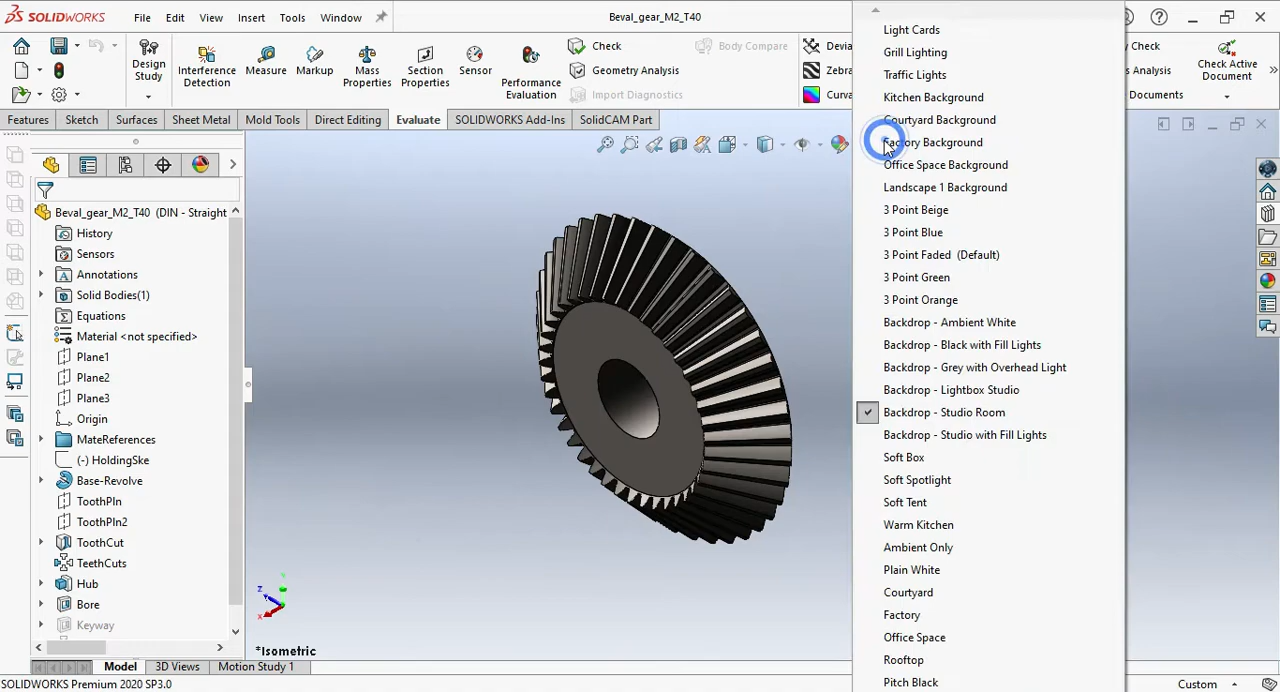 SOLIDWORKS File Edit View Insert Tools Window Beval_gear_M2_T40
Design Study
Interference Detection
Measure
Markup
Mass Properties
Section Properties
Sensor
Performance Evaluation
Check
Geometry Analysis
Import Diagnostics
Body Compare
Devia
Zebra
Curva
y Check
s Analysis
Documents
Check Active Document
Features Sketch Surfaces Sheet Metal Mold Tools Direct Editing Evaluate SOLIDWORKS Add-Ins SolidCAM Part
Beval_gear_M2_T40 (DIN - Straight
History
Sensors
Annotations
Solid Bodies(1)
Equations
Material <not specified>
Plane1
Plane2
Plane3
Origin
MateReferences
(-) HoldingSke
Base-Revolve
ToothPln
ToothPln2
ToothCut
TeethCuts
Hub
Bore
Keyway
Y
Z
X
*Isometric
Light Cards
Grill Lighting
Traffic Lights
Kitchen Background
Courtyard Background
Factory Background
Office Space Background
Landscape 1 Background
3 Point Beige
3 Point Blue
3 Point Faded (Default)
3 Point Green
3 Point Orange
Backdrop - Ambient White
Backdrop - Black with Fill Lights
Backdrop - Grey with Overhead Light
Backdrop - Lightbox Studio
Backdrop - Studio Room
Backdrop - Studio with Fill Lights
Soft Box
Soft Spotlight
Soft Tent
Warm Kitchen
Ambient Only
Plain White
Courtyard
Factory
Office Space
Rooftop
Pitch Black
Model 3D Views Motion Study 1
SOLIDWORKS Premium 2020 SP3.0 Custom